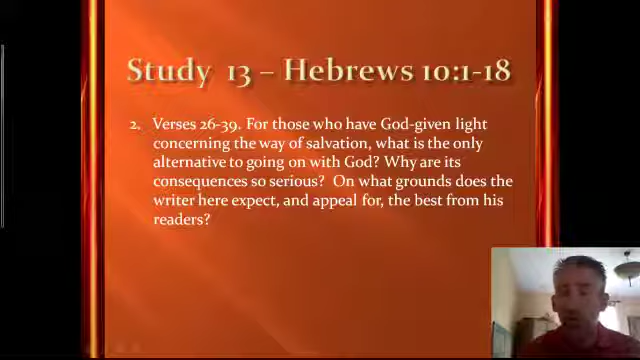 Study 13 – Hebrews 10:1-18
2. Verses 26-39. For those who have God-given light
concerning the way of salvation, what is the only
alternative to going on with God? Why are its
consequences so serious? On what grounds does the
writer here expect, and appeal for, the best from his
readers?